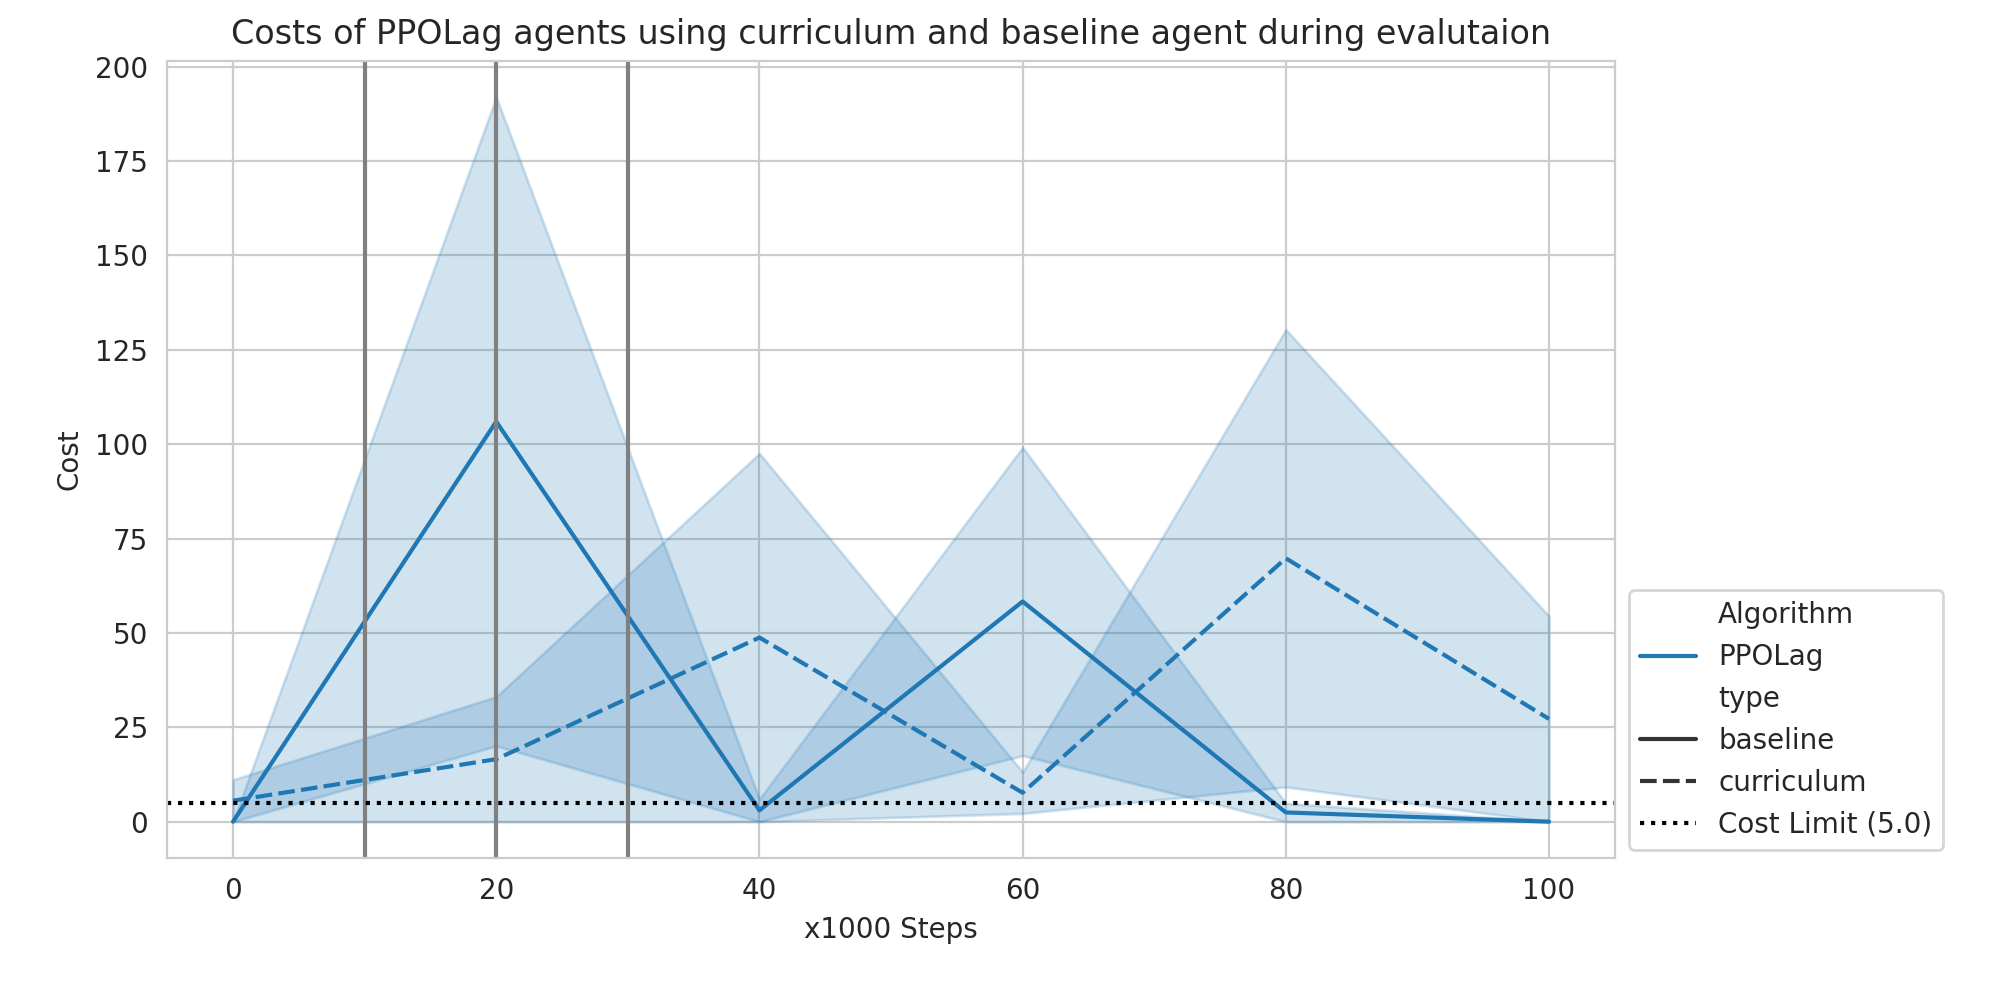 Costs of PPOLag agents using curriculum and baseline agent during evalutaion
200
175
150
125
100
75
50
25
0
Cost
0 20 40 60 80 100
x1000 Steps
Algorithm
PPOLag
type
baseline
curriculum
Cost Limit (5.0)